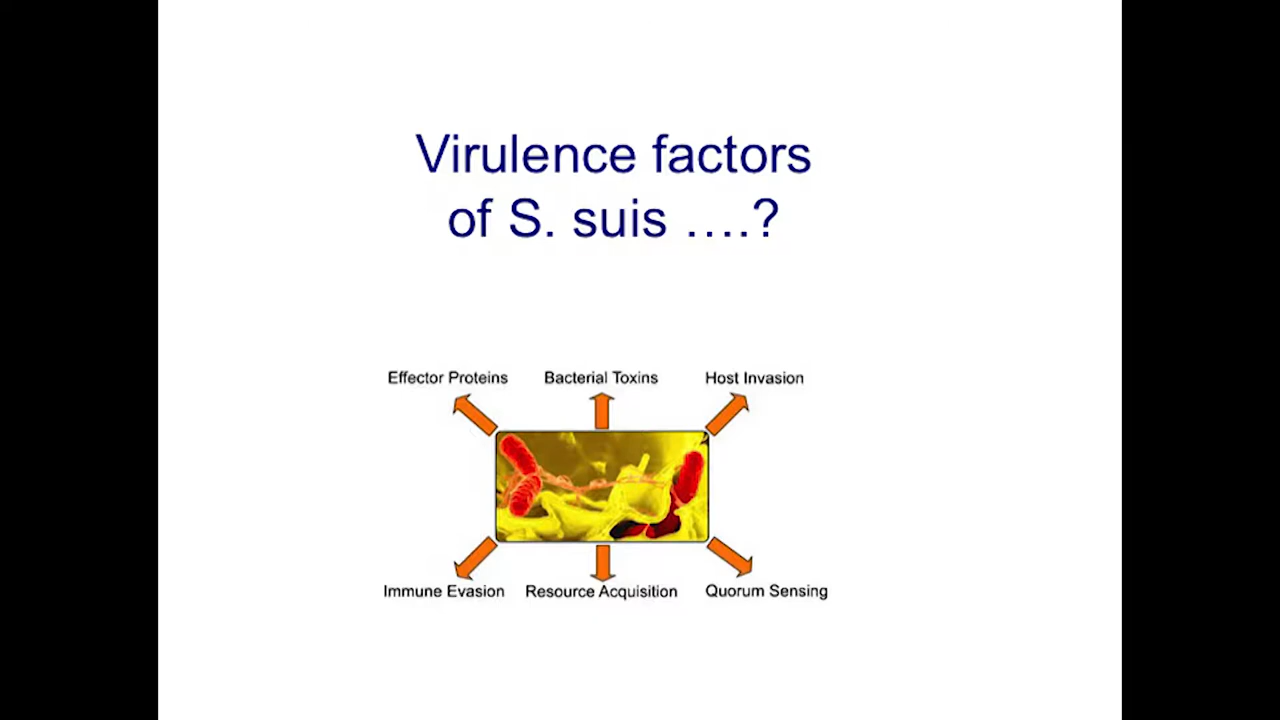 Virulence factors
of S. suis ….?
Effector Proteins
Bacterial Toxins
Host Invasion
Immune Evasion
Resource Acquisition
Quorum Sensing